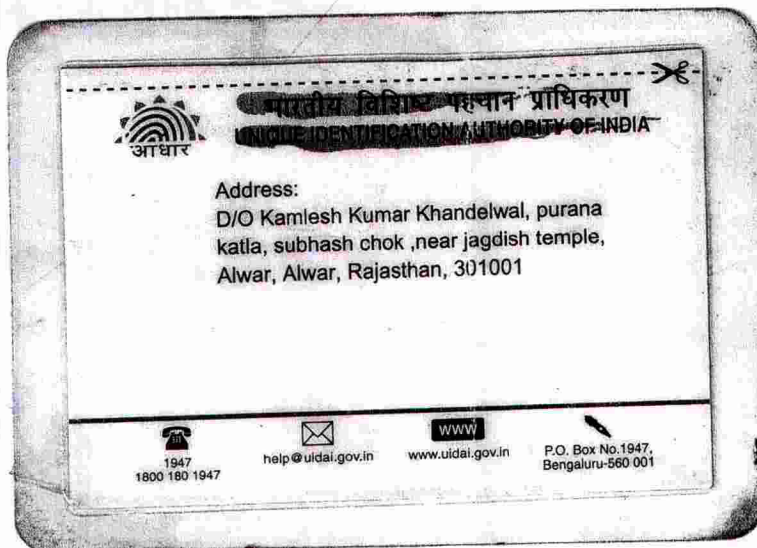 भारतीय विशिष्ट पहचान प्राधिकरण
UNIQUE IDENTIFICATION AUTHORITY OF INDIA
आधार
Address:
D/O Kamlesh Kumar Khandelwal, purana
katla, subhash chok ,near jagdish temple,
Alwar, Alwar, Rajasthan, 301001
1947
1800 180 1947
help@uidai.gov.in
www
www.uidai.gov.in
P.O. Box No.1947,
Bengaluru-560 001